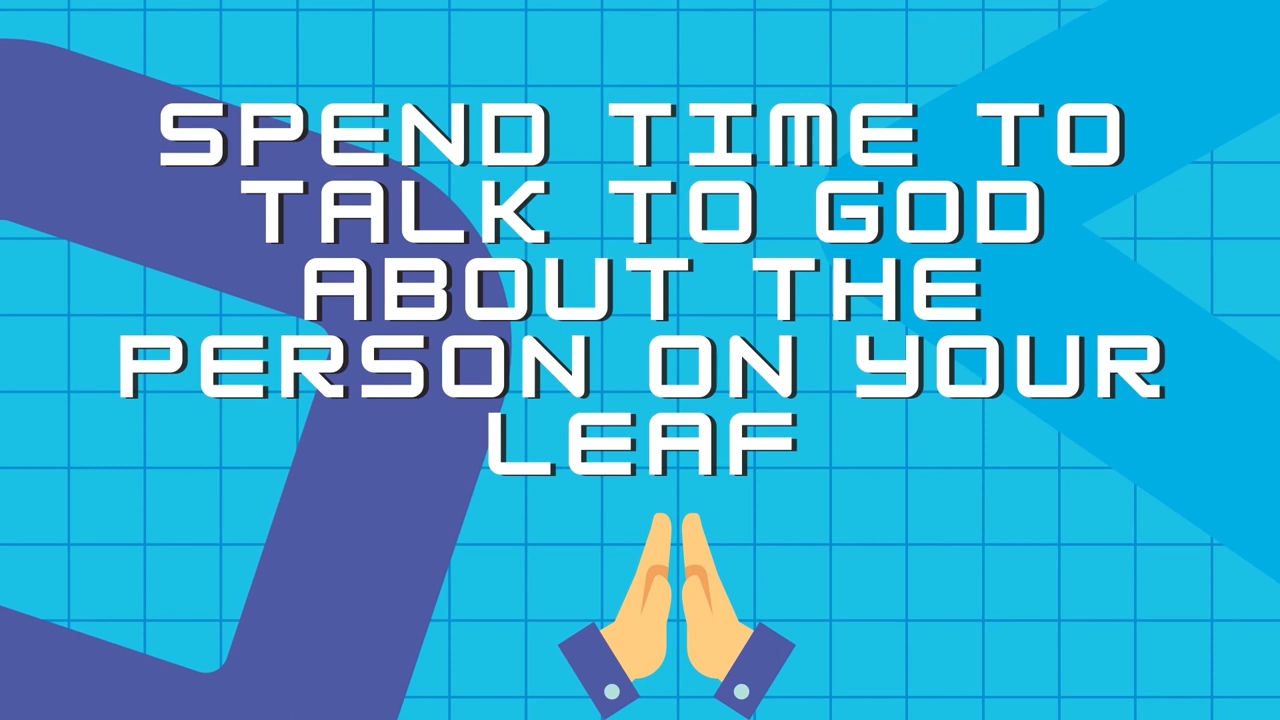 SPEND TIME TO
TALK TO GOD
ABOUT THE
PERSON ON YOUR
LEAF